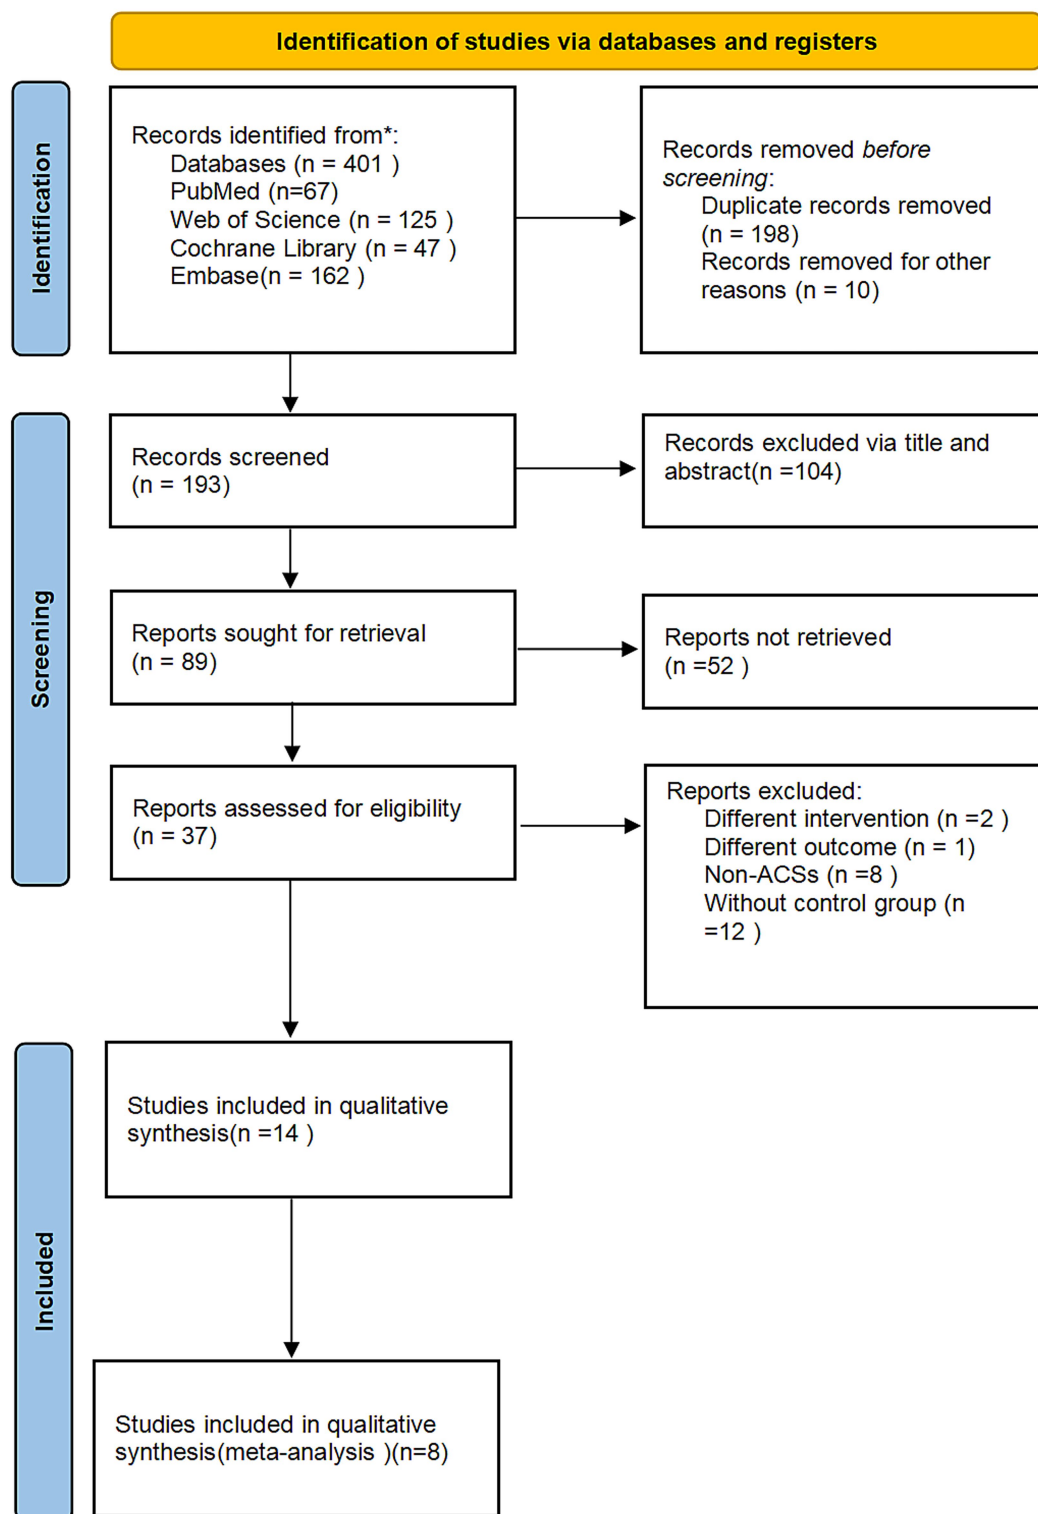 Identification of studies via databases and registers
Identification
Records identified from*:
Databases (n = 401 )
PubMed (n=67)
Web of Science (n = 125 )
Cochrane Library (n = 47 )
Embase(n = 162 )
Records removed before
screening:
Duplicate records removed
(n = 198)
Records removed for other
reasons (n = 10)
Screening
Records screened
(n = 193)
Records excluded via title and
abstract(n =104)
Reports sought for retrieval
(n = 89)
Reports not retrieved
(n =52 )
Reports assessed for eligibility
(n = 37)
Reports excluded:
Different intervention (n =2 )
Different outcome (n = 1)
Non-ACSs (n =8 )
Without control group (n
=12 )
Included
Studies included in qualitative
synthesis(n =14 )
Studies included in qualitative
synthesis(meta-analysis )(n=8)